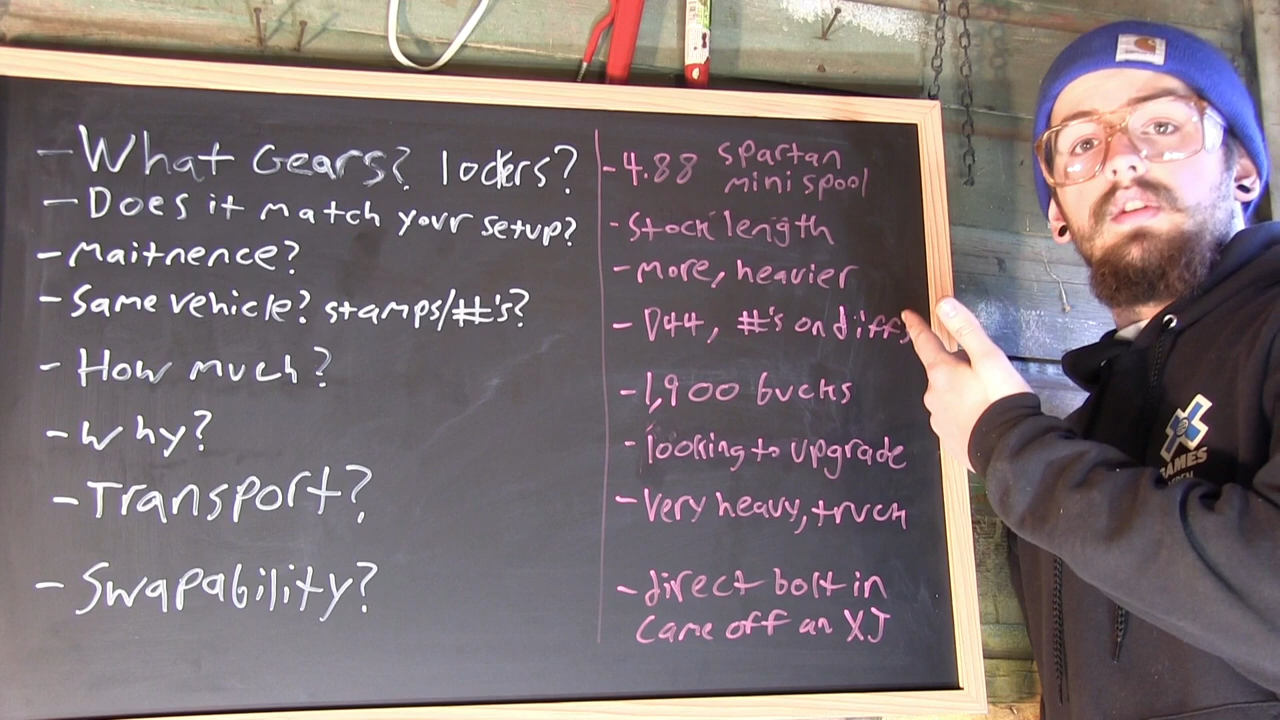 - What Gears? lockers?
- Does it match your setup?
- Maitnence?
- Same vehicle? stamps/#'s?
- How much?
- Why?
- Transport?
- Swapability?
- 4.88 spartan
mini spool
- Stock length
- more, heavier
- D44, #'s on diffs
- 1,900 bucks
- looking to upgrade
- Very heavy, truck
- direct bolt in
came off an XJ
X
GAMES